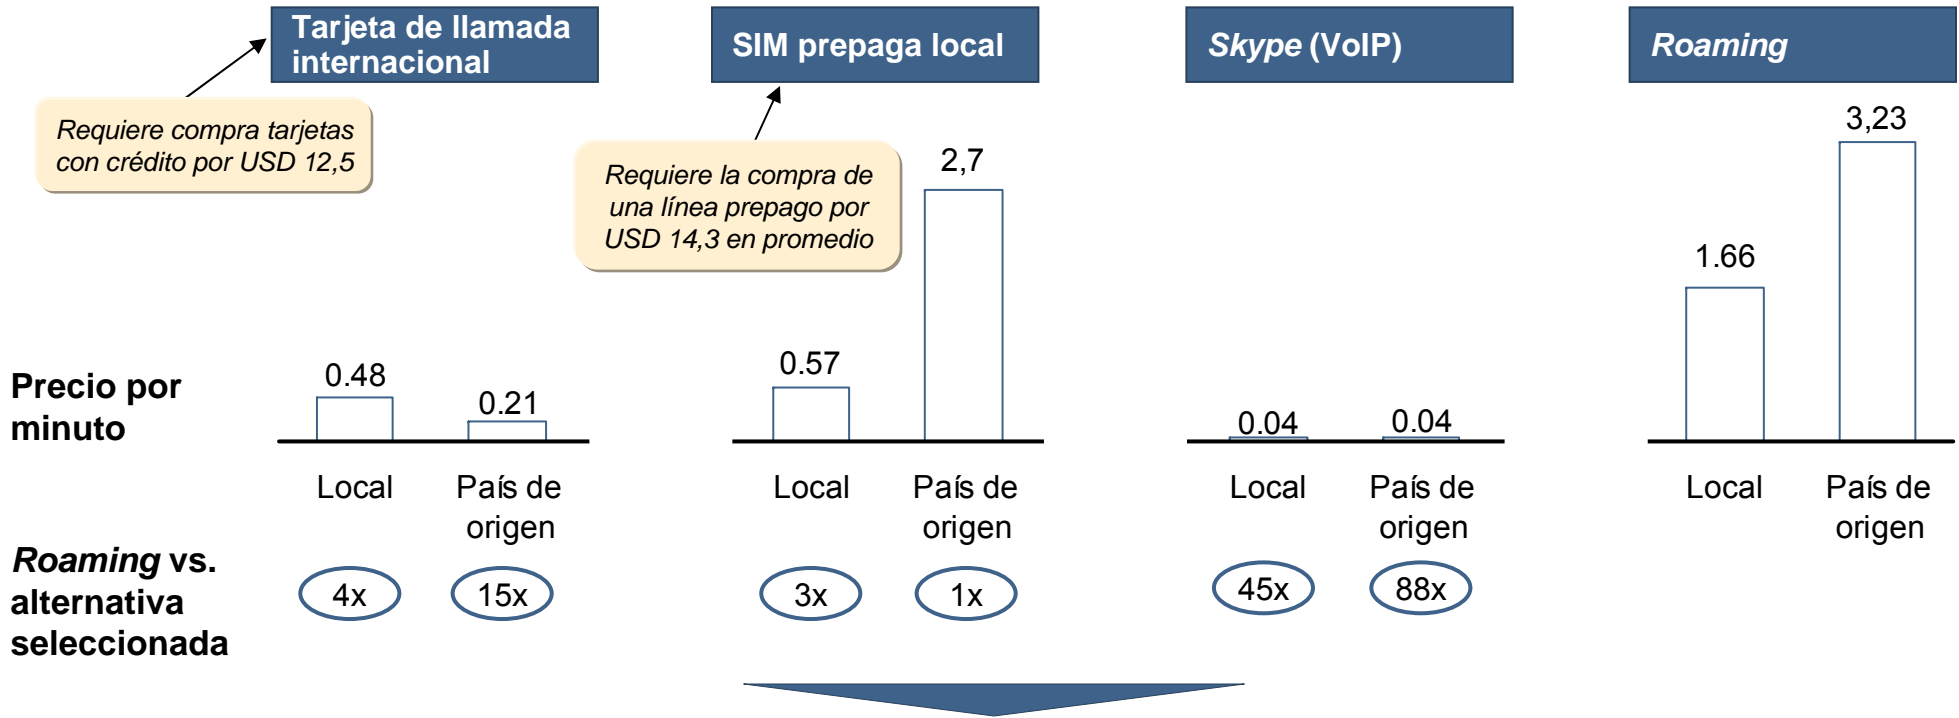 Tarjeta de llamada
internacional
SIM prepaga local
Skype (VoIP)
Roaming
Requiere compra tarjetas
con crédito por USD 12,5
Requiere la compra de
una línea prepago por
USD 14,3 en promedio
Precio por
minuto
0.48
0.21
0.57
2,7
0.04
0.04
1.66
3,23
Local
País de
origen
Local
País de
origen
Local
País de
origen
Local
País de
origen
Roaming vs.
alternativa
seleccionada
4x
15x
3x
1x
45x
88x